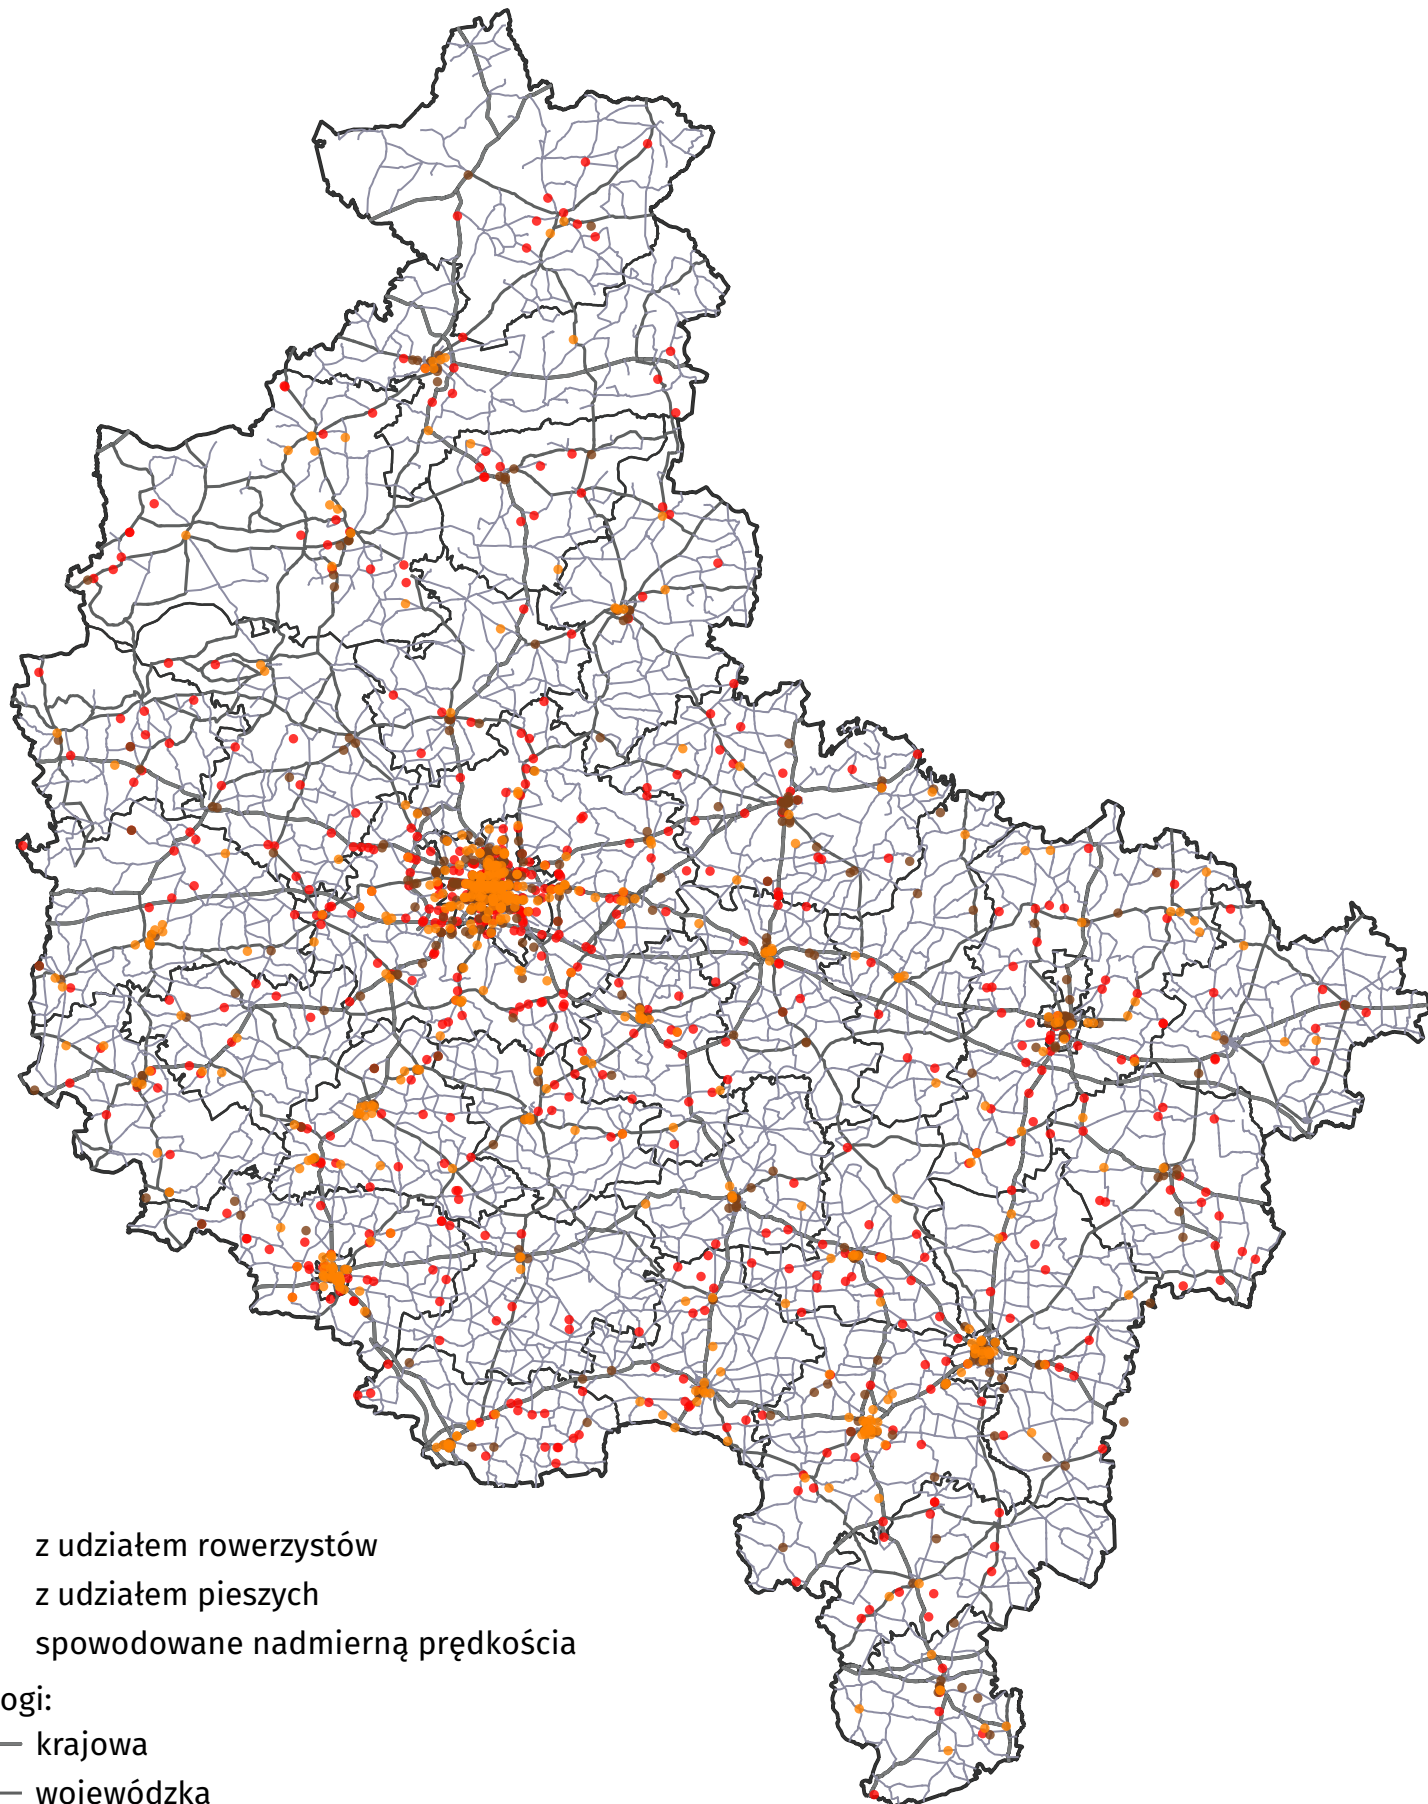 z udziałem rowerzystów
z udziałem pieszych
spowodowane nadmierną prędkościa
ogi:
krajowa
wojewódzka